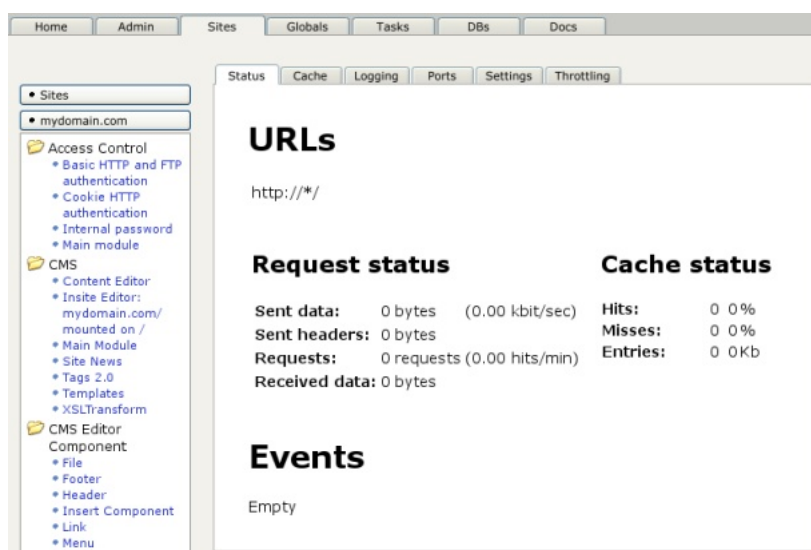 Home Admin Sites Globals Tasks DBs Docs
Status Cache Logging Ports Settings Throttling
Sites
mydomain.com
Access Control
Basic HTTP and FTP
authentication
Cookie HTTP
authentication
Internal password
Main module
CMS
Content Editor
Insite Editor:
mydomain.com/
mounted on /
Main Module
Site News
Tags 2.0
Templates
XSLTransform
CMS Editor
Component
File
Footer
Header
Insert Component
Link
Menu
URLs
http://*/
Request status
Sent data: 0 bytes (0.00 kbit/sec)
Sent headers: 0 bytes
Requests: 0 requests (0.00 hits/min)
Received data: 0 bytes
Cache status
Hits: 0 0%
Misses: 0 0%
Entries: 0 0Kb
Events
Empty